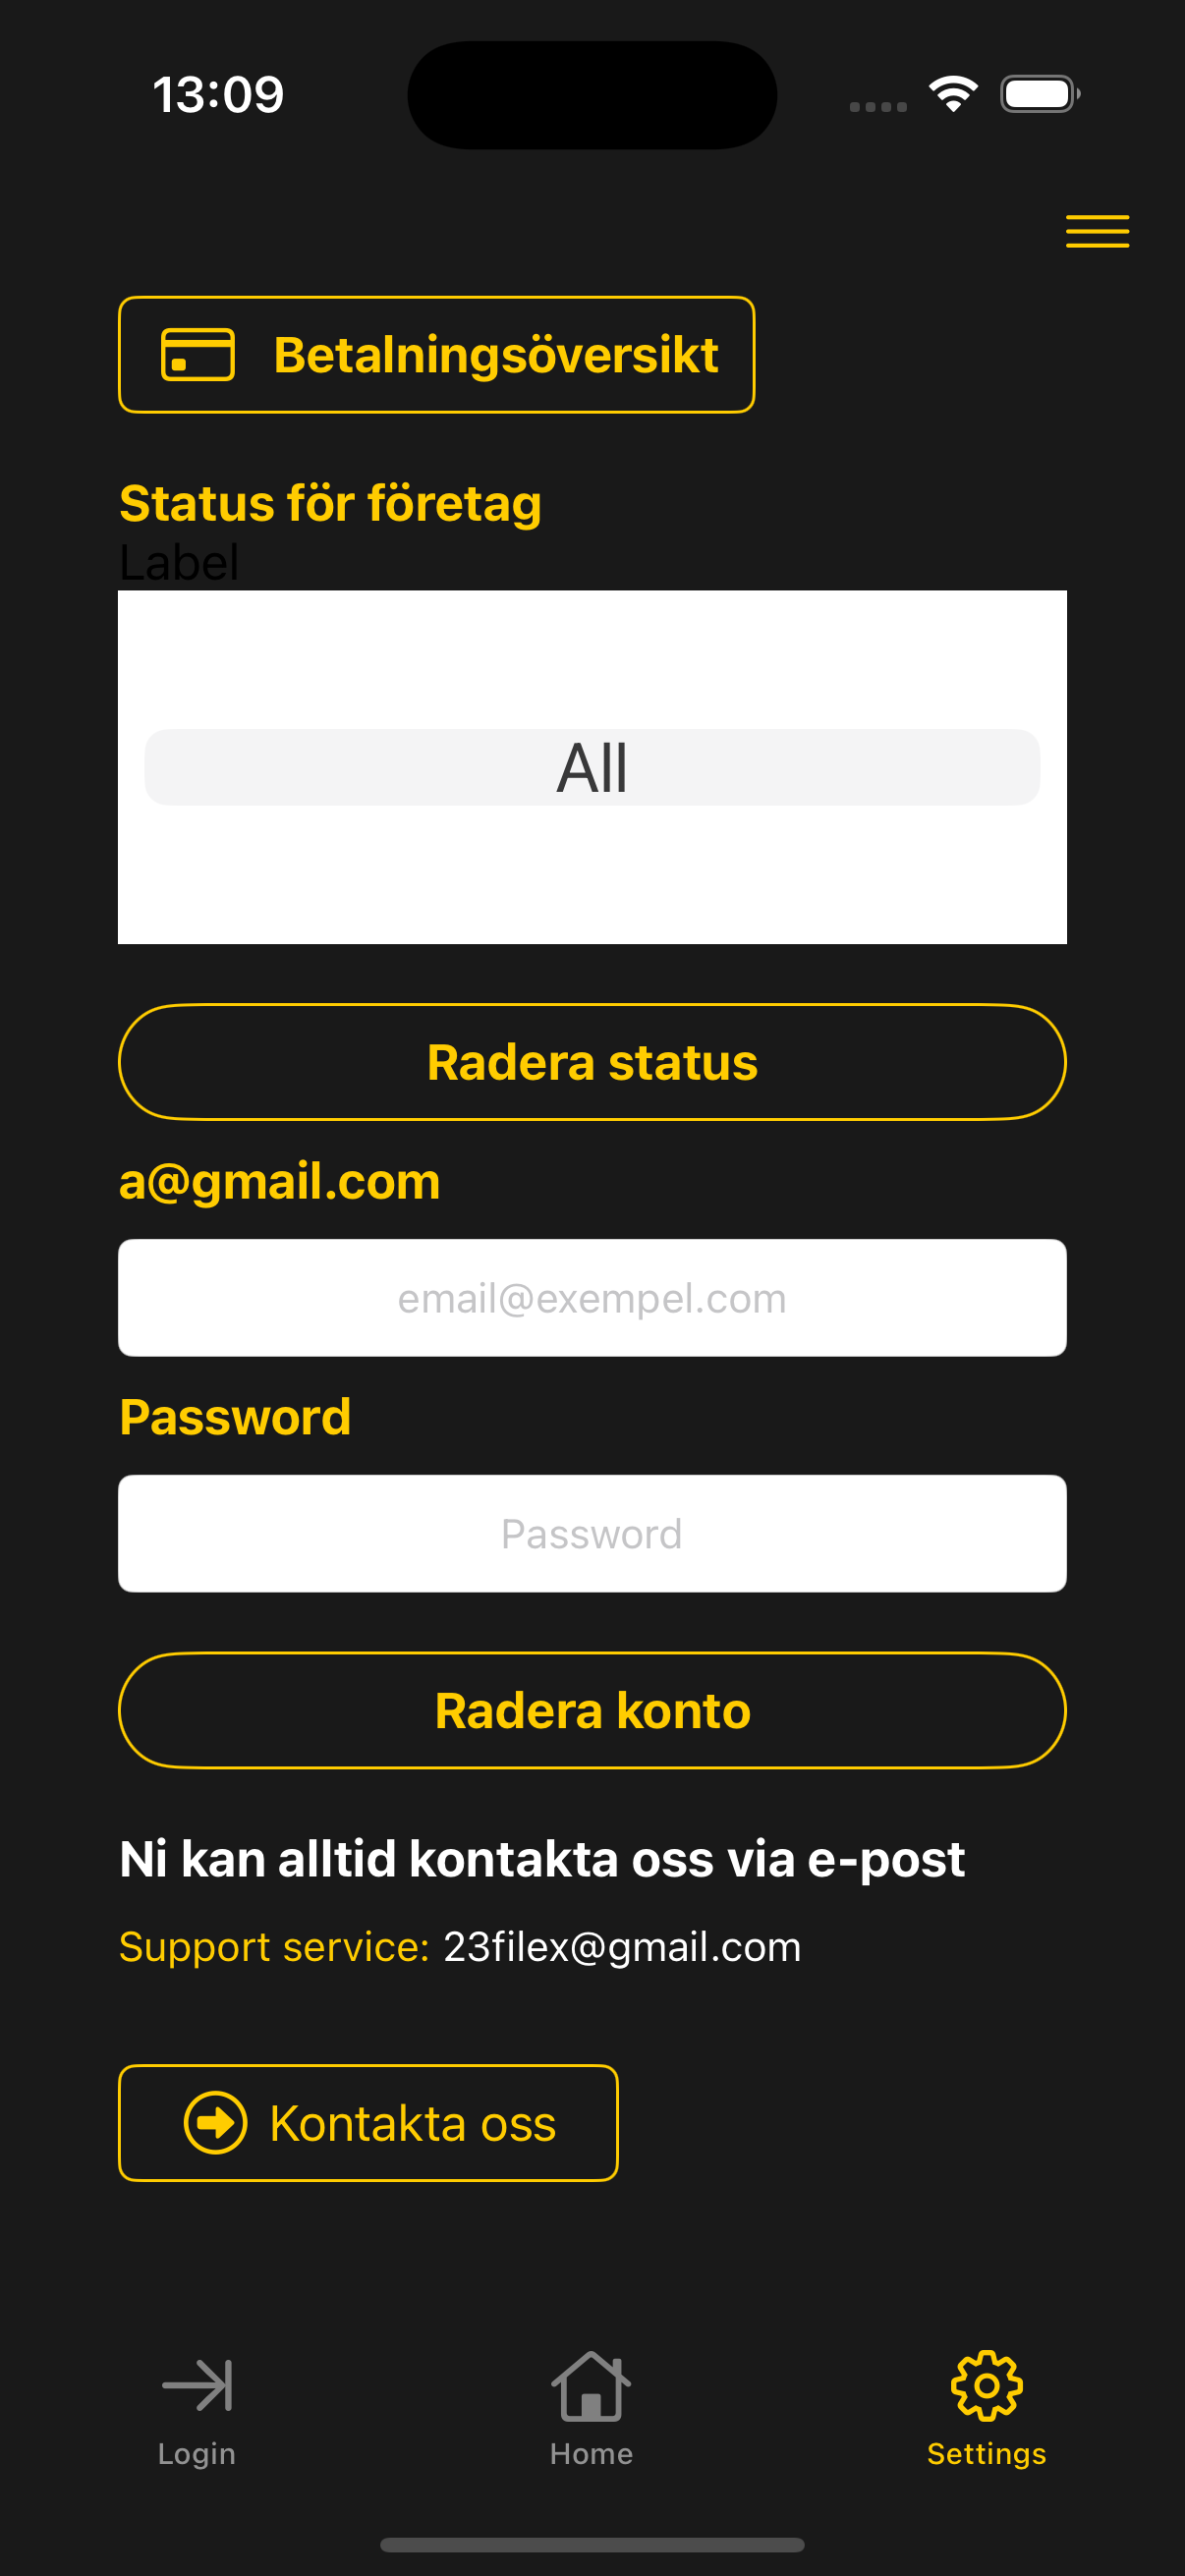 13:09
Betalningsöversikt
Status för företag
Label
All
Radera status
a@gmail.com
email@exempel.com
Password
Password
Radera konto
Ni kan alltid kontakta oss via e-post
Support service: 23filex@gmail.com
Kontakta oss
Login
Home
Settings